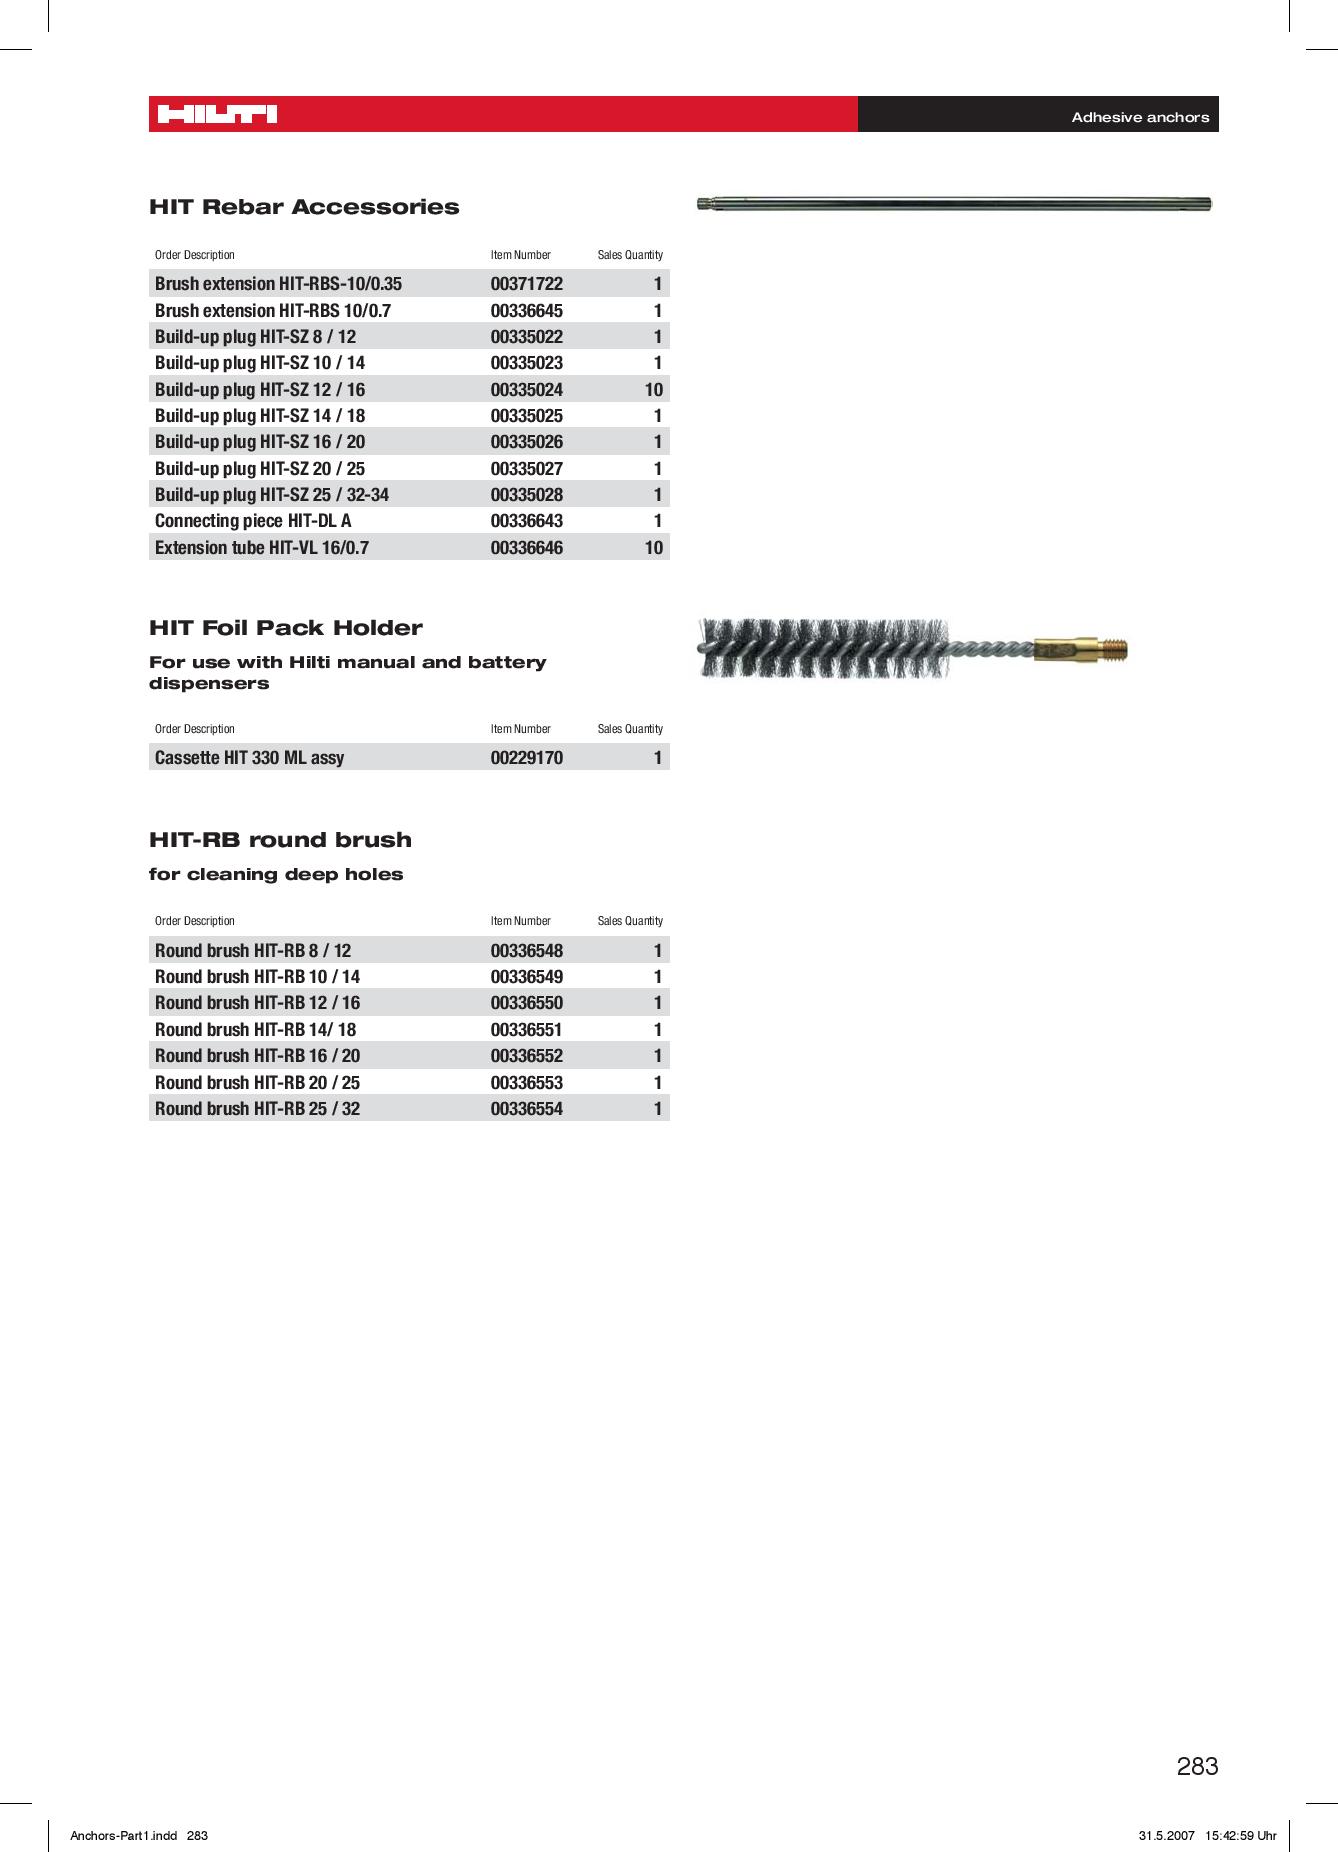 HILTI
Adhesive anchors
HIT Rebar Accessories
Order Description Item Number Sales Quantity
Brush extension HIT-RBS-10/0.35 00371722 1
Brush extension HIT-RBS 10/0.7 00336645 1
Build-up plug HIT-SZ 8 / 12 00335022 1
Build-up plug HIT-SZ 10 / 14 00335023 1
Build-up plug HIT-SZ 12 / 16 00335024 10
Build-up plug HIT-SZ 14 / 18 00335025 1
Build-up plug HIT-SZ 16 / 20 00335026 1
Build-up plug HIT-SZ 20 / 25 00335027 1
Build-up plug HIT-SZ 25 / 32-34 00335028 1
Connecting piece HIT-DL A 00336643 1
Extension tube HIT-VL 16/0.7 00336646 10
HIT Foil Pack Holder
For use with Hilti manual and battery
dispensers
Order Description Item Number Sales Quantity
Cassette HIT 330 ML assy 00229170 1
HIT-RB round brush
for cleaning deep holes
Order Description Item Number Sales Quantity
Round brush HIT-RB 8 / 12 00336548 1
Round brush HIT-RB 10 / 14 00336549 1
Round brush HIT-RB 12 / 16 00336550 1
Round brush HIT-RB 14/ 18 00336551 1
Round brush HIT-RB 16 / 20 00336552 1
Round brush HIT-RB 20 / 25 00336553 1
Round brush HIT-RB 25 / 32 00336554 1
283
Anchors-Part1.indd 283 31.5.2007 15:42:59 Uhr